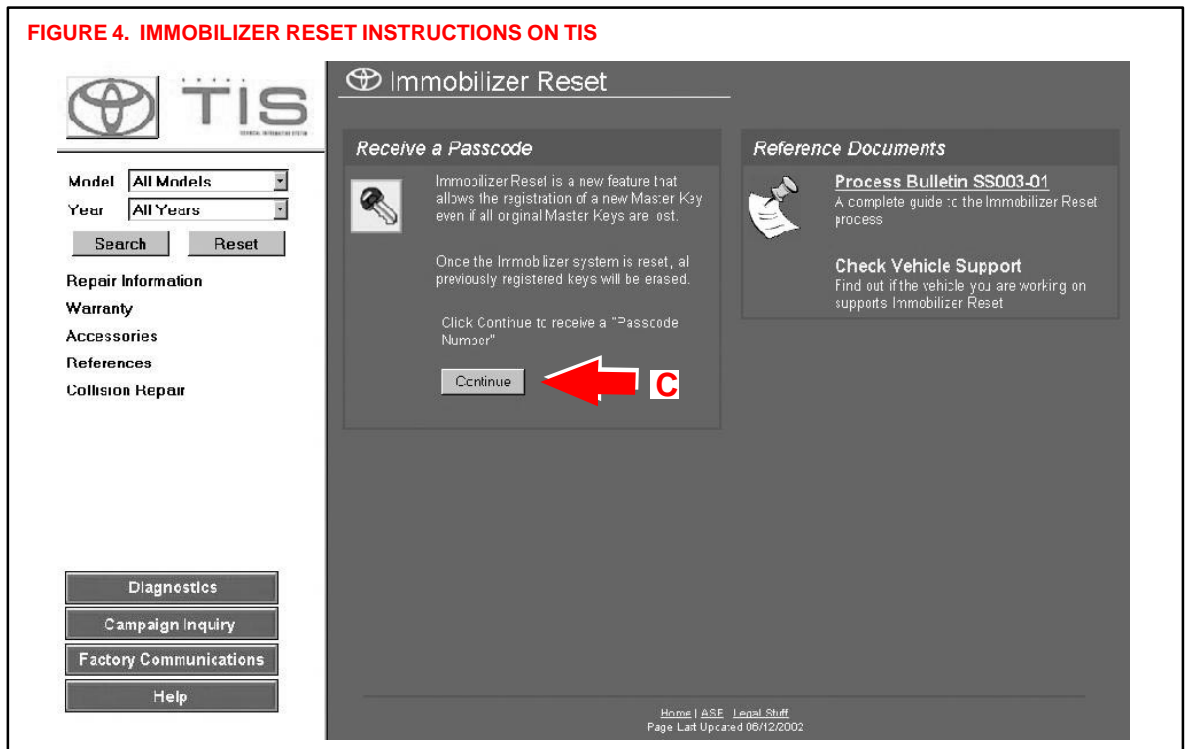 FIGURE 4. IMMOBILIZER RESET INSTRUCTIONS ON TIS
TIS
Model All Models
Year All Years
Search Reset
Repair Information
Warranty
Accessories
References
Collision Repair
Diagnostics
Campaign Inquiry
Factory Communications
Help
Immobilizer Reset
Receive a Passcode
Immobilizer Reset is a new feature that
allows the registration of a new Master Key
even if all orginal Master Keys are lost.
Once the Immobilizer system is reset, all
previously registered keys will be erased.
Click Continue to receive a "Passcode
Number"
Continue
C
Reference Documents
Process Bulletin SS003-01
A complete guide to the Immobilizer Reset
process
Check Vehicle Support
Find out if the vehicle you are working on
supports Immobilizer Reset
Home | ASE Legal Stuff
Page Last Updated 06/12/2002